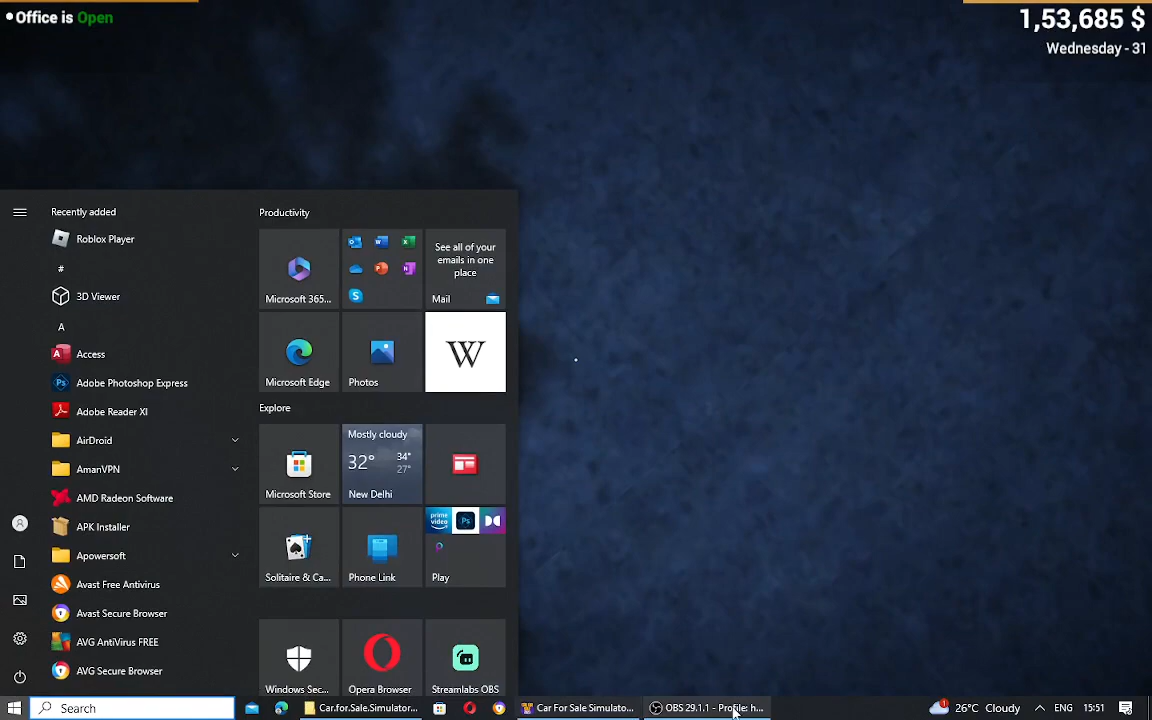 Office is Open
1,53,685 $
Wednesday - 31
Recently added
Roblox Player
#
3D Viewer
A
Access
Adobe Photoshop Express
Adobe Reader XI
AirDroid
AmanVPN
AMD Radeon Software
APK Installer
Apowersoft
Avast Free Antivirus
Avast Secure Browser
AVG AntiVirus FREE
AVG Secure Browser
Productivity
Microsoft 365...
See all of your
emails in one
place
Mail
Microsoft Edge
Photos
W
Explore
Microsoft Store
Mostly cloudy
32°
34°
27°
New Delhi
Solitaire & Ca...
Phone Link
prime
video
Ps
Play
Windows Sec...
Opera Browser
Streamlabs OBS
Search
Car.for.Sale.Simulator...
Car For Sale Simulato...
OBS 29.1.1 - Profile: h...
26°C Cloudy
ENG
15:51